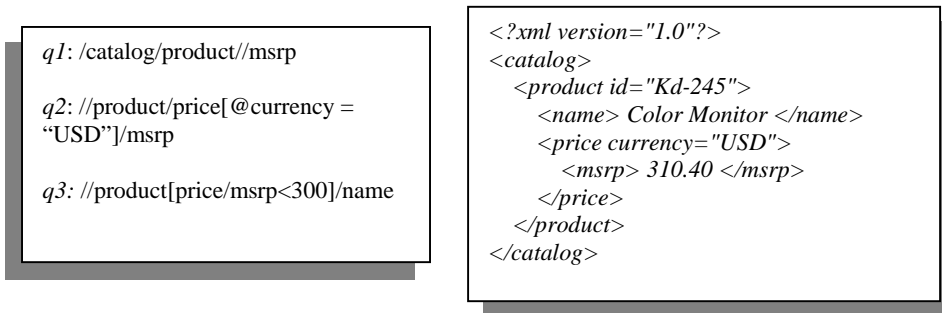 q1: /catalog/product//msrp
q2: //product/price[@currency =
“USD”]/msrp
q3: //product[price/msrp<300]/name
<?xml version="1.0"?>
<catalog>
<product id="Kd-245">
<name> Color Monitor </name>
<price currency="USD">
<msrp> 310.40 </msrp>
</price>
</product>
</catalog>